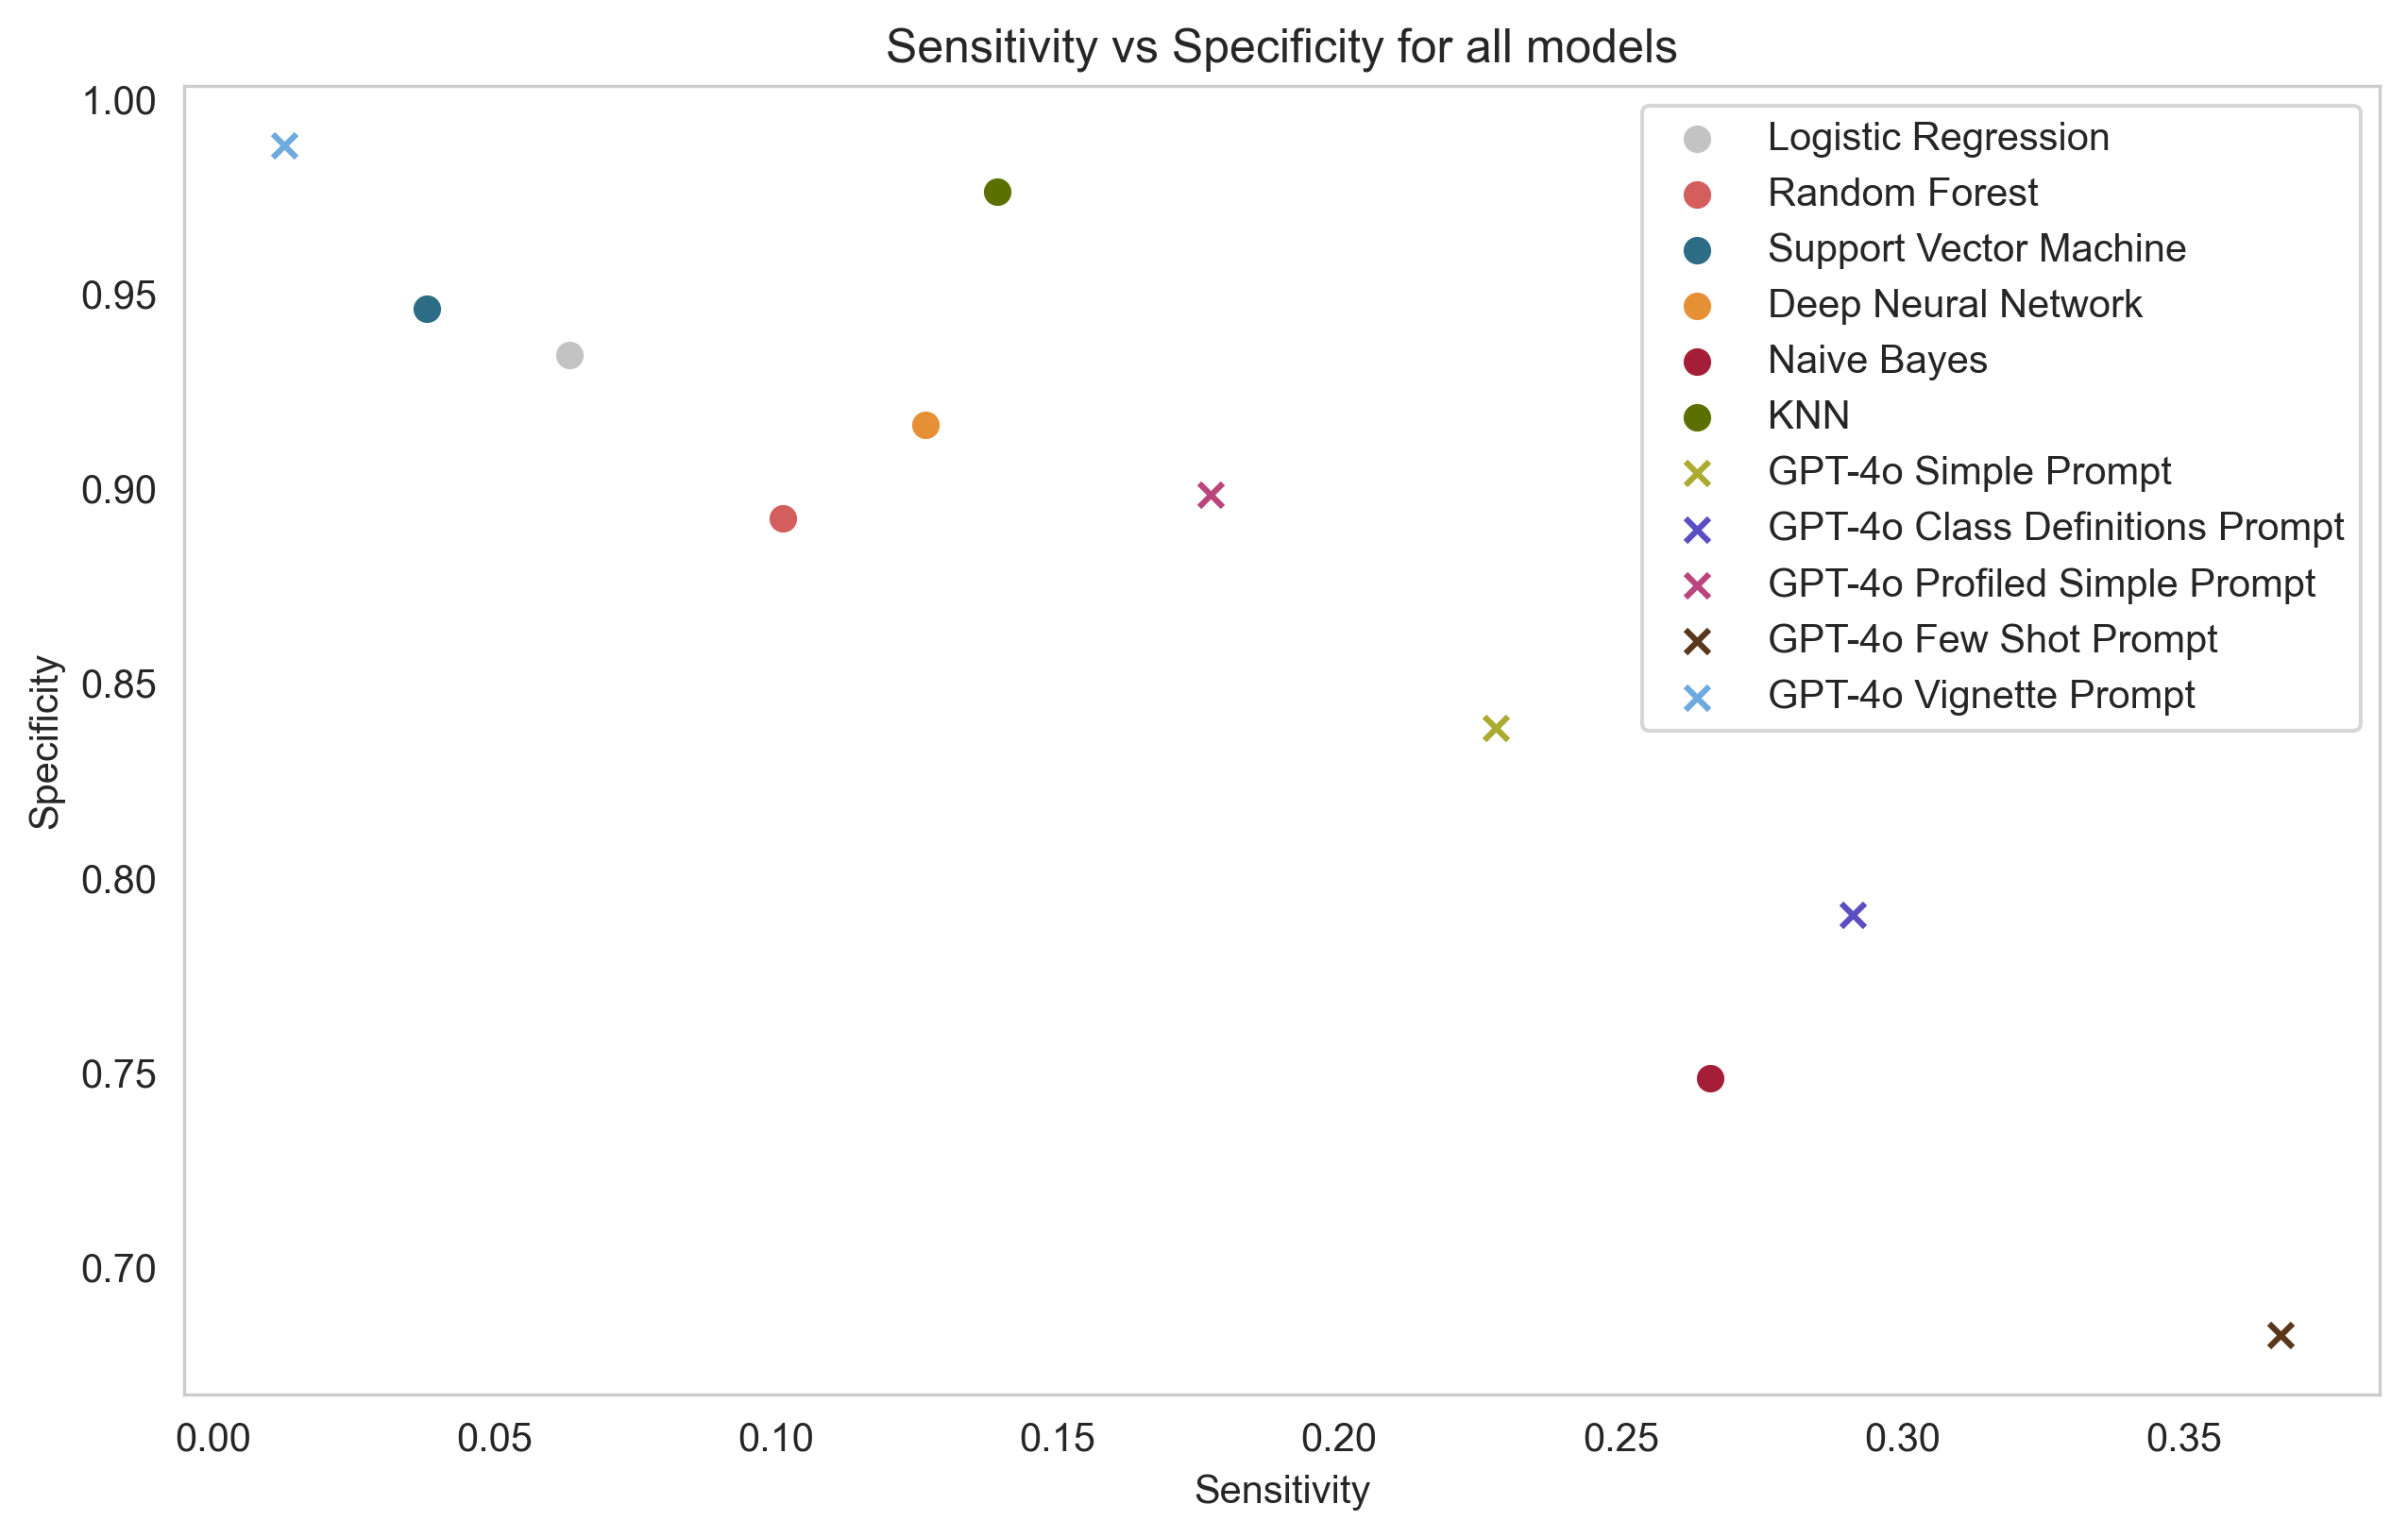 Sensitivity vs Specificity for all models
1.00
0.95
0.90
0.85
0.80
0.75
0.70
Specificity
Logistic Regression
Random Forest
Support Vector Machine
Deep Neural Network
Naive Bayes
KNN
GPT-4o Simple Prompt
GPT-4o Class Definitions Prompt
GPT-4o Profiled Simple Prompt
GPT-4o Few Shot Prompt
GPT-4o Vignette Prompt
0.00 0.05 0.10 0.15 0.20 0.25 0.30 0.35
Sensitivity